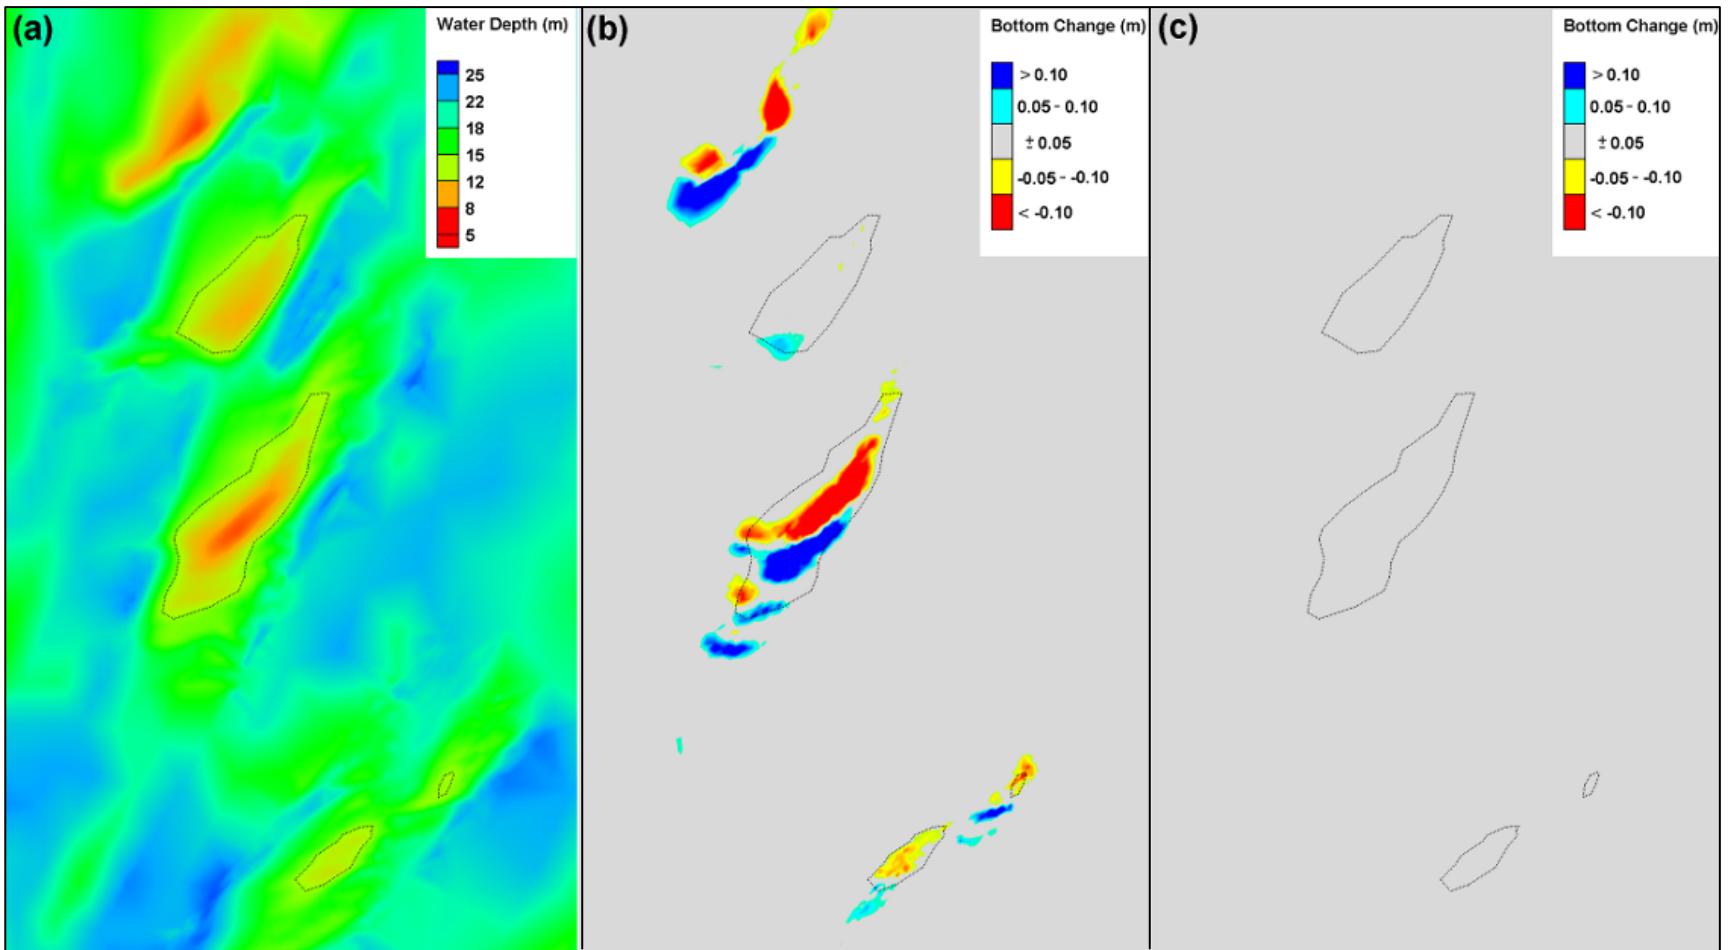 (a)
Water Depth (m)
25
22
18
15
12
8
5
(b)
Bottom Change (m)
> 0.10
0.05 - 0.10
± 0.05
-0.05 - -0.10
< -0.10
(c)
Bottom Change (m)
> 0.10
0.05 - 0.10
± 0.05
-0.05 - -0.10
< -0.10